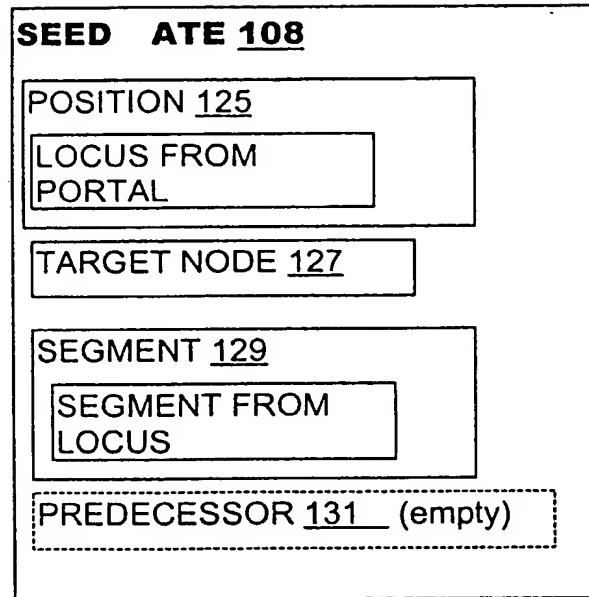 SEED ATE 108
POSITION 125
LOCUS FROM
PORTAL
TARGET NODE 127
SEGMENT 129
SEGMENT FROM
LOCUS
PREDECESSOR 131 (empty)